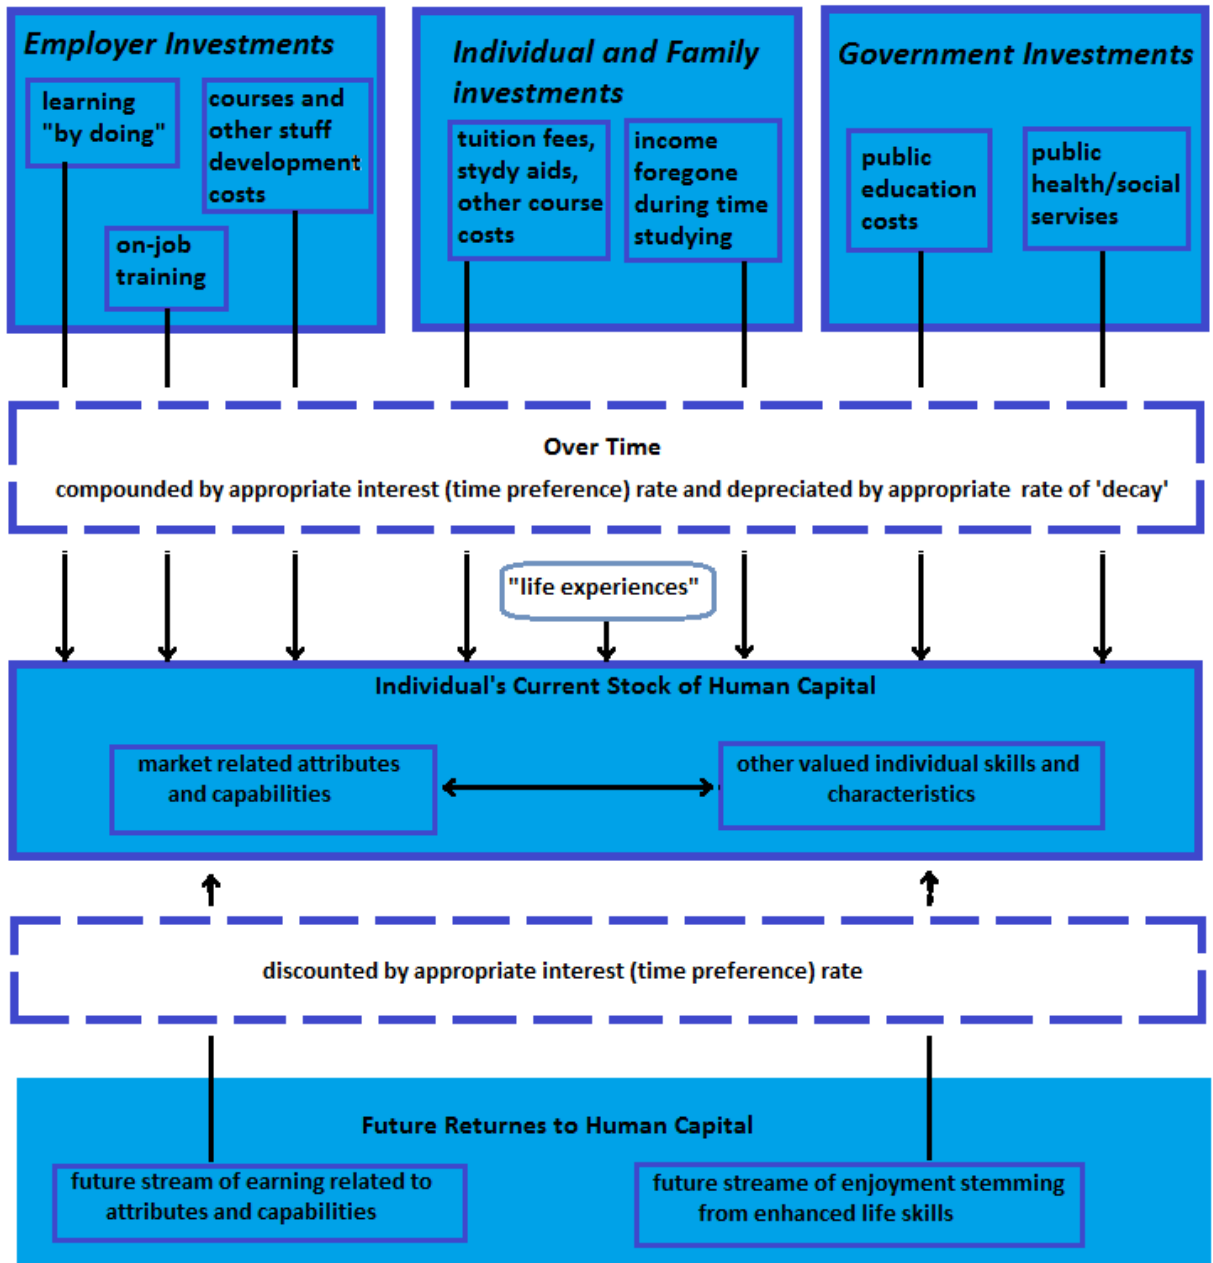 Employer Investments
learning
"by doing"
courses and
other stuff
development
costs
on-job
training
Individual and Family
investments
tuition fees,
stydy aids,
other course
costs
income
foregone
during time
studying
Government Investments
public
education
costs
public
health/social
servises
Over Time
compounded by appropriate interest (time preference) rate and depreciated by appropriate rate of 'decay'
"life experiences"
Individual's Current Stock of Human Capital
market related attributes
and capabilities
other valued individual skills and
characteristics
discounted by appropriate interest (time preference) rate
Future Returnes to Human Capital
future stream of earning related to
attributes and capabilities
future streame of enjoyment stemming
from enhanced life skills